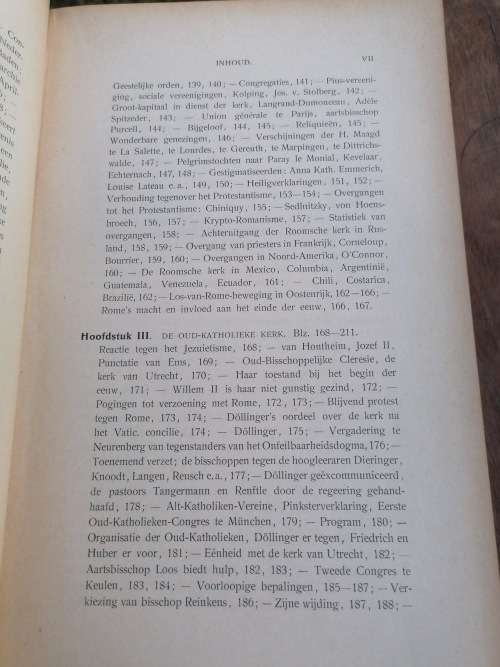 INHOUD. VII
Geestelijke orden, 139, 140; — Congregaties, 141; — Pius-vereeni-
ging, sociale vereenigingen, Kolping, Jos. v. Stolberg, 142; —
Groot-kapitaal in dienst der kerk, Langrand-Dumonceau, Adèle
Spitzeder, 143; — Union générale te Parijs, aartsbisschop
Purcell, 144; — Bijgeloof, 144, 145; — Reliquieën, 145; —
Wonderbare genezingen, 146; — Verschijningen der H. Maagd
te La Salette, te Lourdes, te Gereuth, te Marpingen, te Dittrichs-
walde, 147; — Pelgrimstochten naar Paray le Monial, Kevelaar,
Echternach, 147, 148; — Gestigmatiseerden: Anna Kath. Emmerich,
Louise Lateau e.a., 149, 150; — Heiligverklaringen, 151, 152; —
Verhouding tegenover het Protestantisme, 153—154; — Overgangen
tot het Protestantisme: Chiniquy, 155; — Sedlnitzky, von Hoens-
broech, 156, 157; — Krypto-Romanisme, 157; — Statistiek van
overgangen, 158; — Achteruitgang der Roomsche kerk in Rus-
land, 158, 159; — Overgang van priesters in Frankrijk, Corneloup,
Bourrier, 159, 160; — Overgangen in Noord-Amerika, O'Connor,
160; — De Roomsche kerk in Mexico, Columbia, Argentinië,
Guatemala, Venezuela, Ecuador, 161; — Chili, Costarica,
Brazilië, 162; — Los-van-Rome-beweging in Oostenrijk, 162—166; —
Rome's macht en invloed aan het einde der eeuw, 166, 167.
Hoofdstuk III. DE OUD-KATHOLIEKE KERK. Blz. 168—211.
Reactie tegen het Jezuïetisme, 168; — van Hontheim, Jozef II,
Punctatie van Ems, 169; — Oud-Bisschoppelijke Cleresie, de
kerk van Utrecht, 170; — Haar toestand bij het begin der
eeuw, 171; — Willem II is haar niet gunstig gezind, 172; —
Pogingen tot verzoening met Rome, 172, 173; — Blijvend protest
tegen Rome, 173, 174; — Döllinger's oordeel over de kerk na
het Vatic. concilie, 174; — Döllinger, 175; — Vergadering te
Neurenberg van tegenstanders van het Onfeilbaarheidsdogma, 176; —
Toenemend verzet; de bisschoppen tegen de hoogleeraren Dieringer,
Knoodt, Langen, Reusch e.a., 177; — Döllinger geëxcommuniceerd,
de pastoors Tangermann en Renftle door de regeering gehand-
haafd, 178; — Alt-Katholiken-Vereine, Pinksterverklaring, Eerste
Oud-Katholieken-Congres te München, 179; — Program, 180; —
Organisatie der Oud-Katholieken, Döllinger er tegen, Friedrich en
Huber er voor, 181; — Eénheid met de kerk van Utrecht, 182; —
Aartsbisschop Loos biedt hulp, 182, 183; — Tweede Congres te
Keulen, 183, 184; — Voorloopige bepalingen, 185—187; — Ver-
kiezing van bisschop Reinkens, 186; — Zijne wijding, 187, 188; —